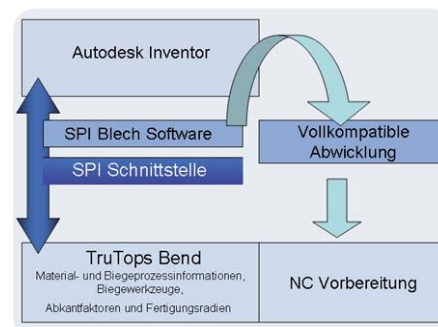 Autodesk Inventor
SPI Blech Software
SPI Schnittstelle
Vollkompatible
Abwicklung
TruTops Bend
Material- und Biegeprozessinformationen,
Biegewerkzeuge,
Abkantfaktoren und Fertigungsradien
NC Vorbereitung